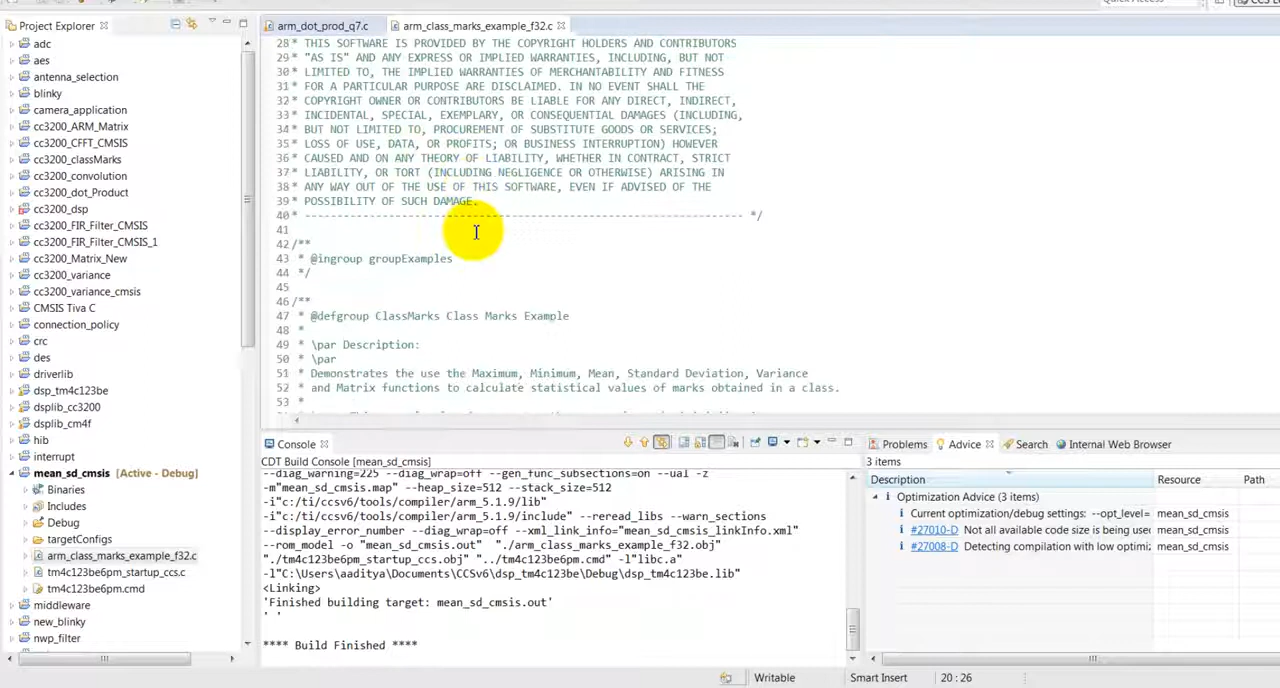 Quick Access
CCS Ed
Project Explorer
adc
aes
antenna_selection
blinky
camera_application
cc3200_ARM_Matrix
cc3200_CFFT_CMSIS
cc3200_classMarks
cc3200_convolution
cc3200_dot_Product
cc3200_dsp
cc3200_FIR_Filter_CMSIS
cc3200_FIR_Filter_CMSIS_1
cc3200_Matrix_New
cc3200_variance
cc3200_variance_cmsis
CMSIS Tiva C
connection_policy
crc
des
driverlib
dsp_tm4c123be
dsplib_cc3200
dsplib_cm4f
hib
interrupt
mean_sd_cmsis [Active - Debug]
Binaries
Includes
Debug
targetConfigs
arm_class_marks_example_f32.c
tm4c123be6pm_startup_ccs.c
tm4c123be6pm.cmd
middleware
new_blinky
nwp_filter
arm_dot_prod_q7.c
arm_class_marks_example_f32.c
28 * THIS SOFTWARE IS PROVIDED BY THE COPYRIGHT HOLDERS AND CONTRIBUTORS
29 * "AS IS" AND ANY EXPRESS OR IMPLIED WARRANTIES, INCLUDING, BUT NOT
30 * LIMITED TO, THE IMPLIED WARRANTIES OF MERCHANTABILITY AND FITNESS
31 * FOR A PARTICULAR PURPOSE ARE DISCLAIMED. IN NO EVENT SHALL THE
32 * COPYRIGHT OWNER OR CONTRIBUTORS BE LIABLE FOR ANY DIRECT, INDIRECT,
33 * INCIDENTAL, SPECIAL, EXEMPLARY, OR CONSEQUENTIAL DAMAGES (INCLUDING,
34 * BUT NOT LIMITED TO, PROCUREMENT OF SUBSTITUTE GOODS OR SERVICES;
35 * LOSS OF USE, DATA, OR PROFITS; OR BUSINESS INTERRUPTION) HOWEVER
36 * CAUSED AND ON ANY THEORY OF LIABILITY, WHETHER IN CONTRACT, STRICT
37 * LIABILITY, OR TORT (INCLUDING NEGLIGENCE OR OTHERWISE) ARISING IN
38 * ANY WAY OUT OF THE USE OF THIS SOFTWARE, EVEN IF ADVISED OF THE
39 * POSSIBILITY OF SUCH DAMAGE.
40 * ------------------------------------------------------------------- */
41
42 /**
43 * @ingroup groupExamples
44 */
45
46 /**
47 * @defgroup ClassMarks Class Marks Example
48 *
49 * \par Description:
50 * \par
51 * Demonstrates the use the Maximum, Minimum, Mean, Standard Deviation, Variance
52 * and Matrix functions to calculate statistical values of marks obtained in a class.
53 *
Console
CDT Build Console [mean_sd_cmsis]
--diag_warning=225 --diag_wrap=off --gen_func_subsections=on --ual -z
-m"mean_sd_cmsis.map" --heap_size=512 --stack_size=512
-i"c:/ti/ccsv6/tools/compiler/arm_5.1.9/lib"
-i"c:/ti/ccsv6/tools/compiler/arm_5.1.9/include" --reread_libs --warn_sections
--display_error_number --diag_wrap=off --xml_link_info="mean_sd_cmsis_linkInfo.xml"
--rom_model -o "mean_sd_cmsis.out" "./arm_class_marks_example_f32.obj"
"./tm4c123be6pm_startup_ccs.obj" "../tm4c123be6pm.cmd" -l"libc.a"
-l"C:\Users\aaditya\Documents\CCSv6\dsp_tm4c123be\Debug\dsp_tm4c123be.lib"
<Linking>
'Finished building target: mean_sd_cmsis.out'
' '
**** Build Finished ****
Problems
Advice
Search
Internal Web Browser
3 items
Description Resource Path
Optimization Advice (3 items)
Current optimization/debug settings: --opt_level= mean_sd_cmsis
#27010-D Not all available code size is being use mean_sd_cmsis
#27008-D Detecting compilation with low optimiz mean_sd_cmsis
Writable
Smart Insert
20 : 26